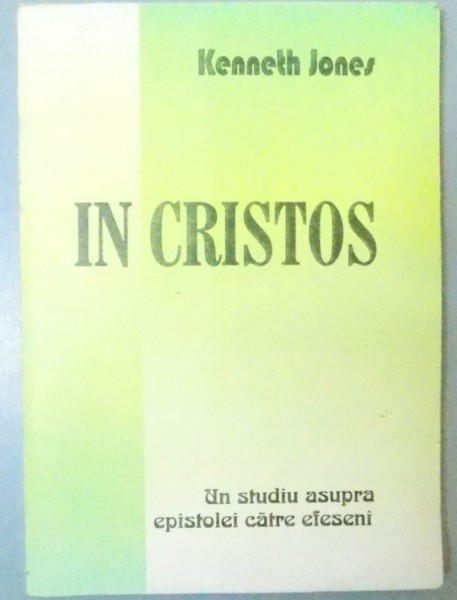 Kenneth Jones
IN CRISTOS
Un studiu asupra
epistolei către efeseni